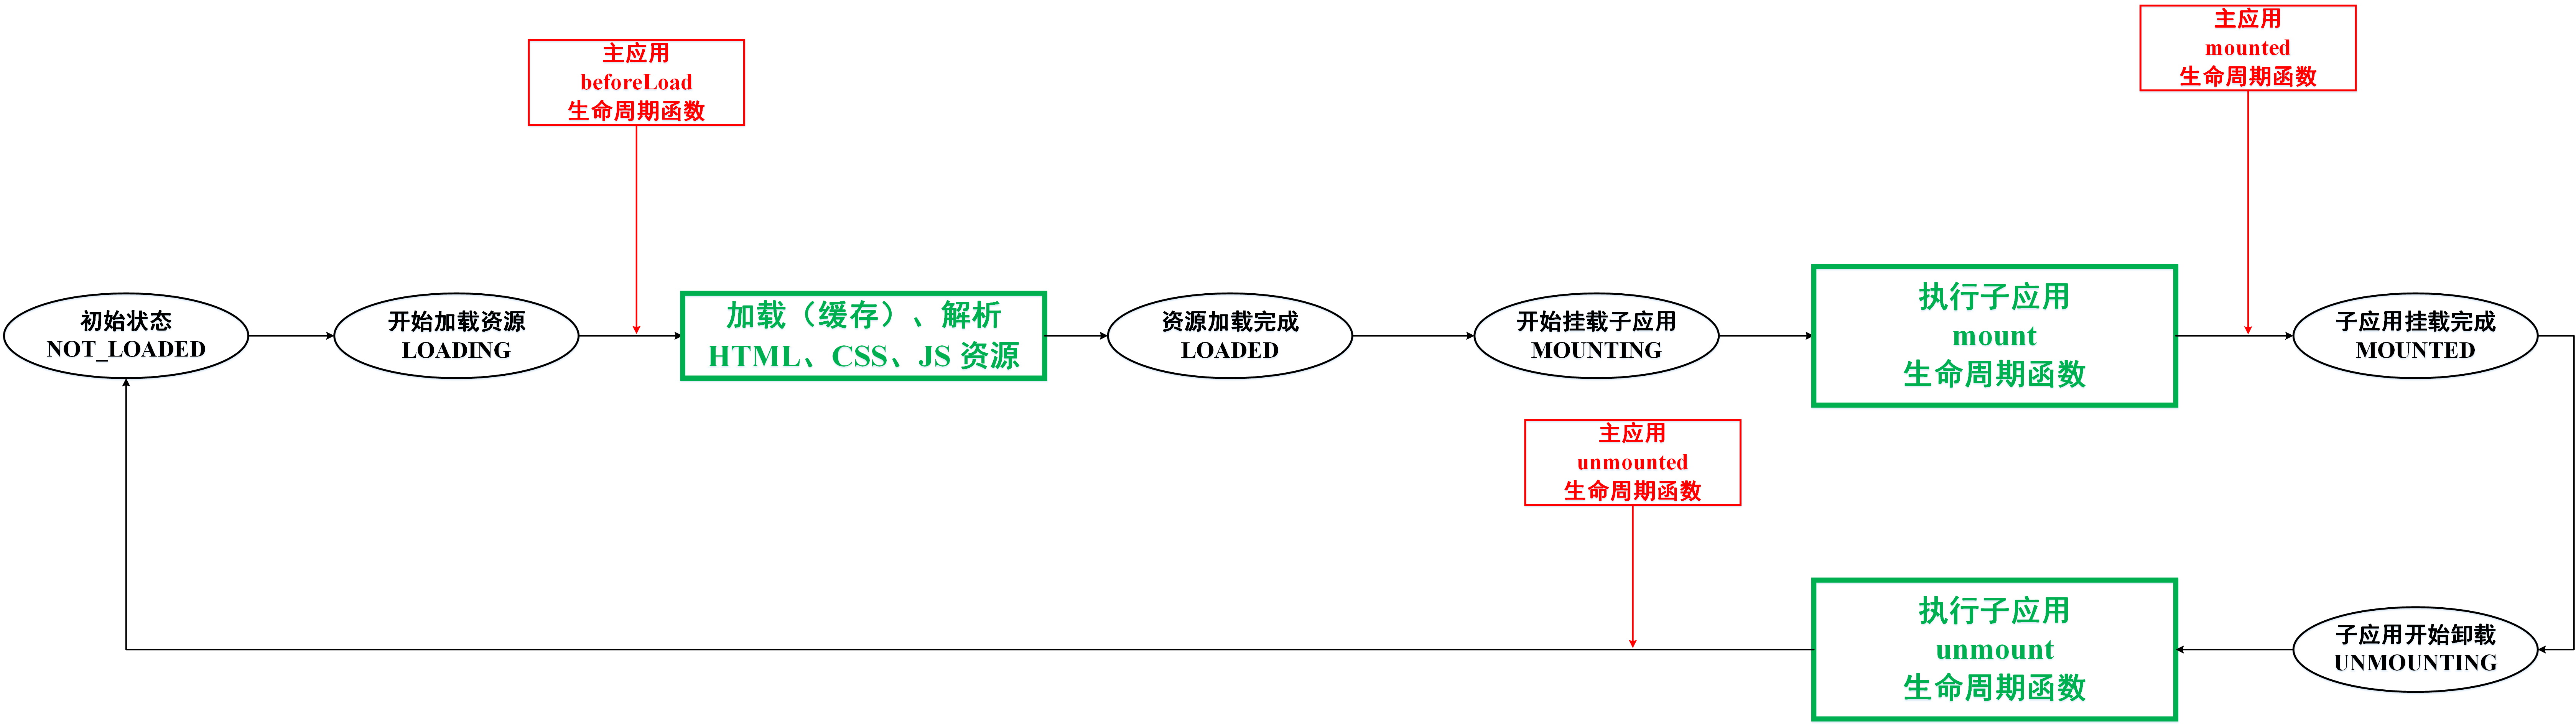 主应用
beforeLoad
生命周期函数
主应用
mounted
生命周期函数
初始状态
NOT_LOADED
开始加载资源
LOADING
加载（缓存）、解析
HTML、CSS、JS 资源
资源加载完成
LOADED
开始挂载子应用
MOUNTING
执行子应用
mount
生命周期函数
子应用挂载完成
MOUNTED
主应用
unmounted
生命周期函数
执行子应用
unmount
生命周期函数
子应用开始卸载
UNMOUNTING